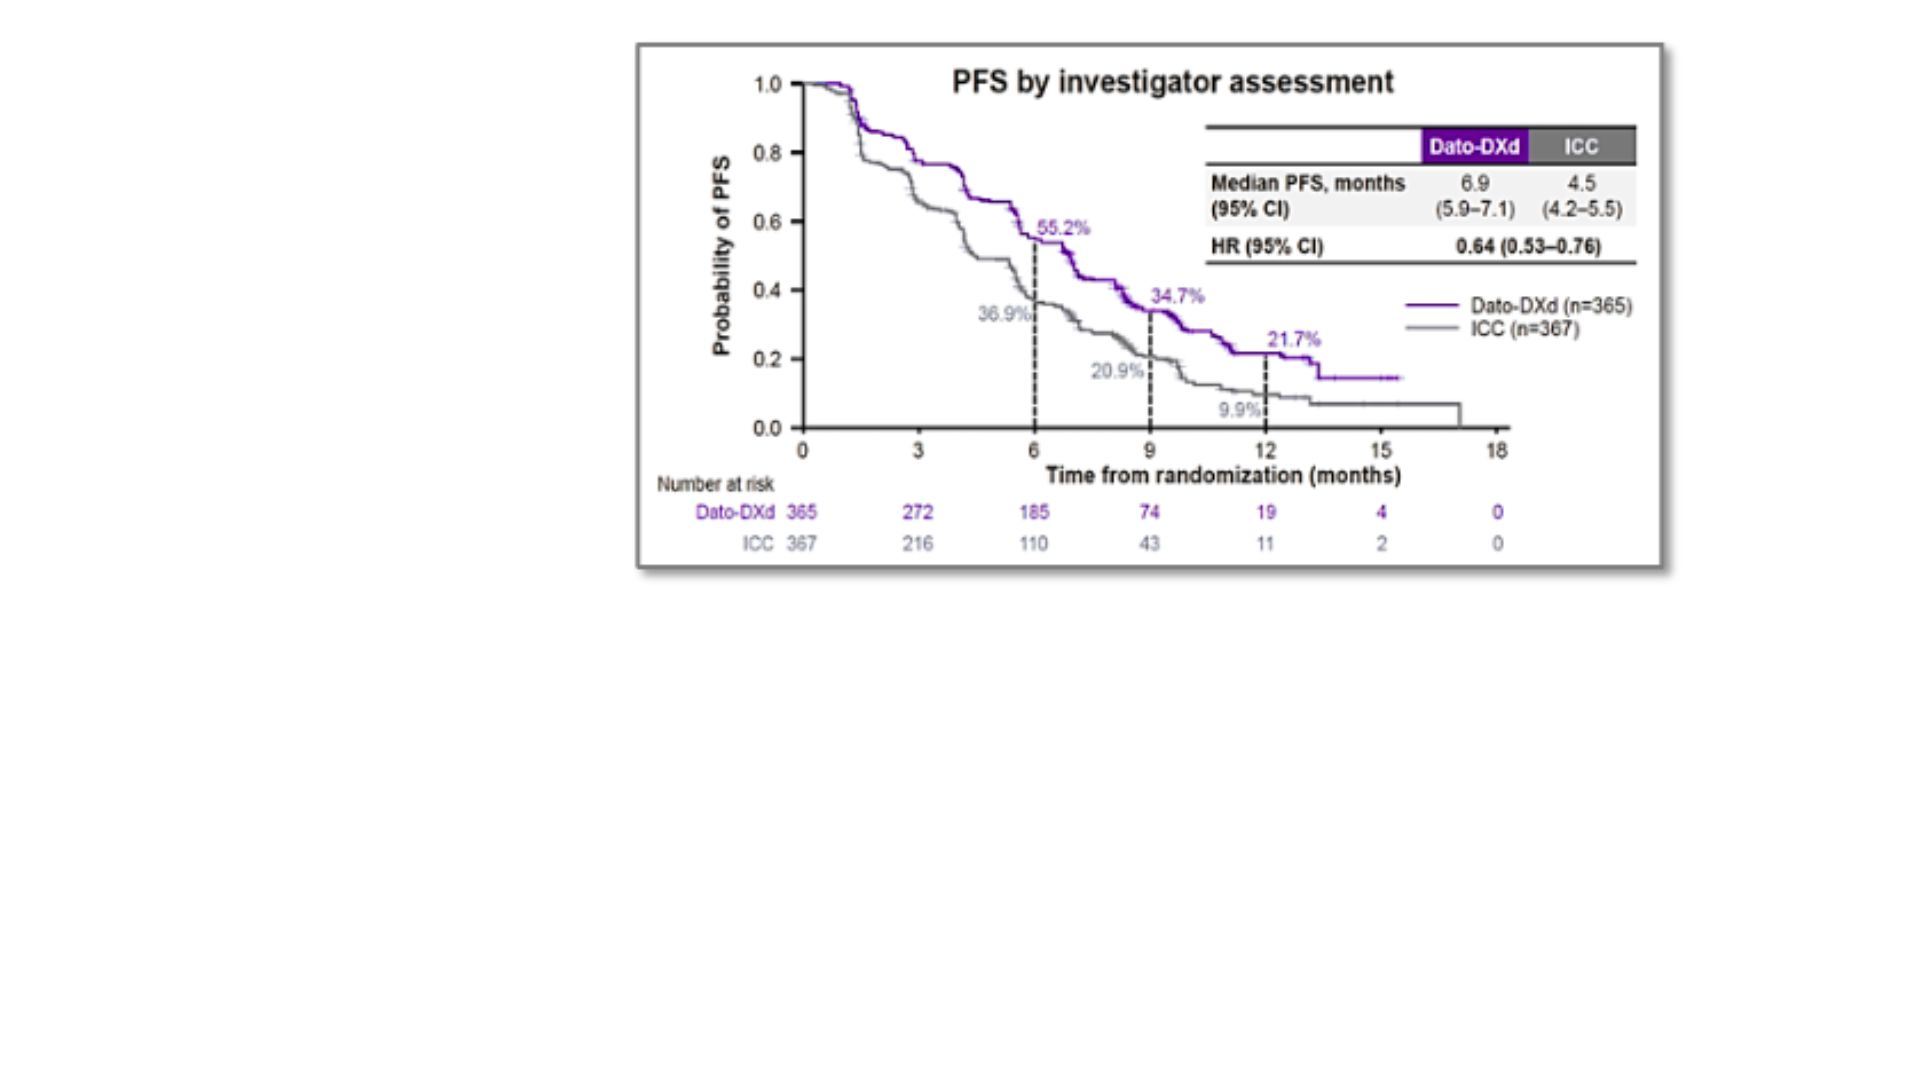 PFS by investigator assessment
Probability of PFS
1.0
0.8
0.6
0.4
0.2
0.0
Dato-DXd ICC
Median PFS, months 6.9 4.5
(95% CI) (5.9–7.1) (4.2–5.5)
HR (95% CI) 0.64 (0.53–0.76)
55.2%
34.7%
21.7%
36.9%
20.9%
9.9%
Dato-DXd (n=365)
ICC (n=367)
0 3 6 9 12 15 18
Time from randomization (months)
Number at risk
Dato-DXd 365 272 185 74 19 4 0
ICC 367 216 110 43 11 2 0